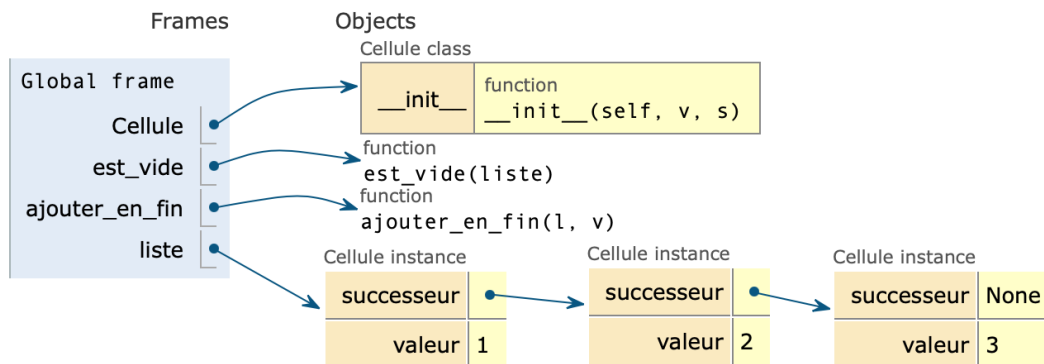 Frames Objects
Cellule class
Global frame
__init__ function
__init__(self, v, s)
Cellule
function
est_vide est_vide(liste)
function
ajouter_en_fin ajouter_en_fin(l, v)
liste
Cellule instance Cellule instance Cellule instance
successeur successeur successeur None
valeur 1 valeur 2 valeur 3